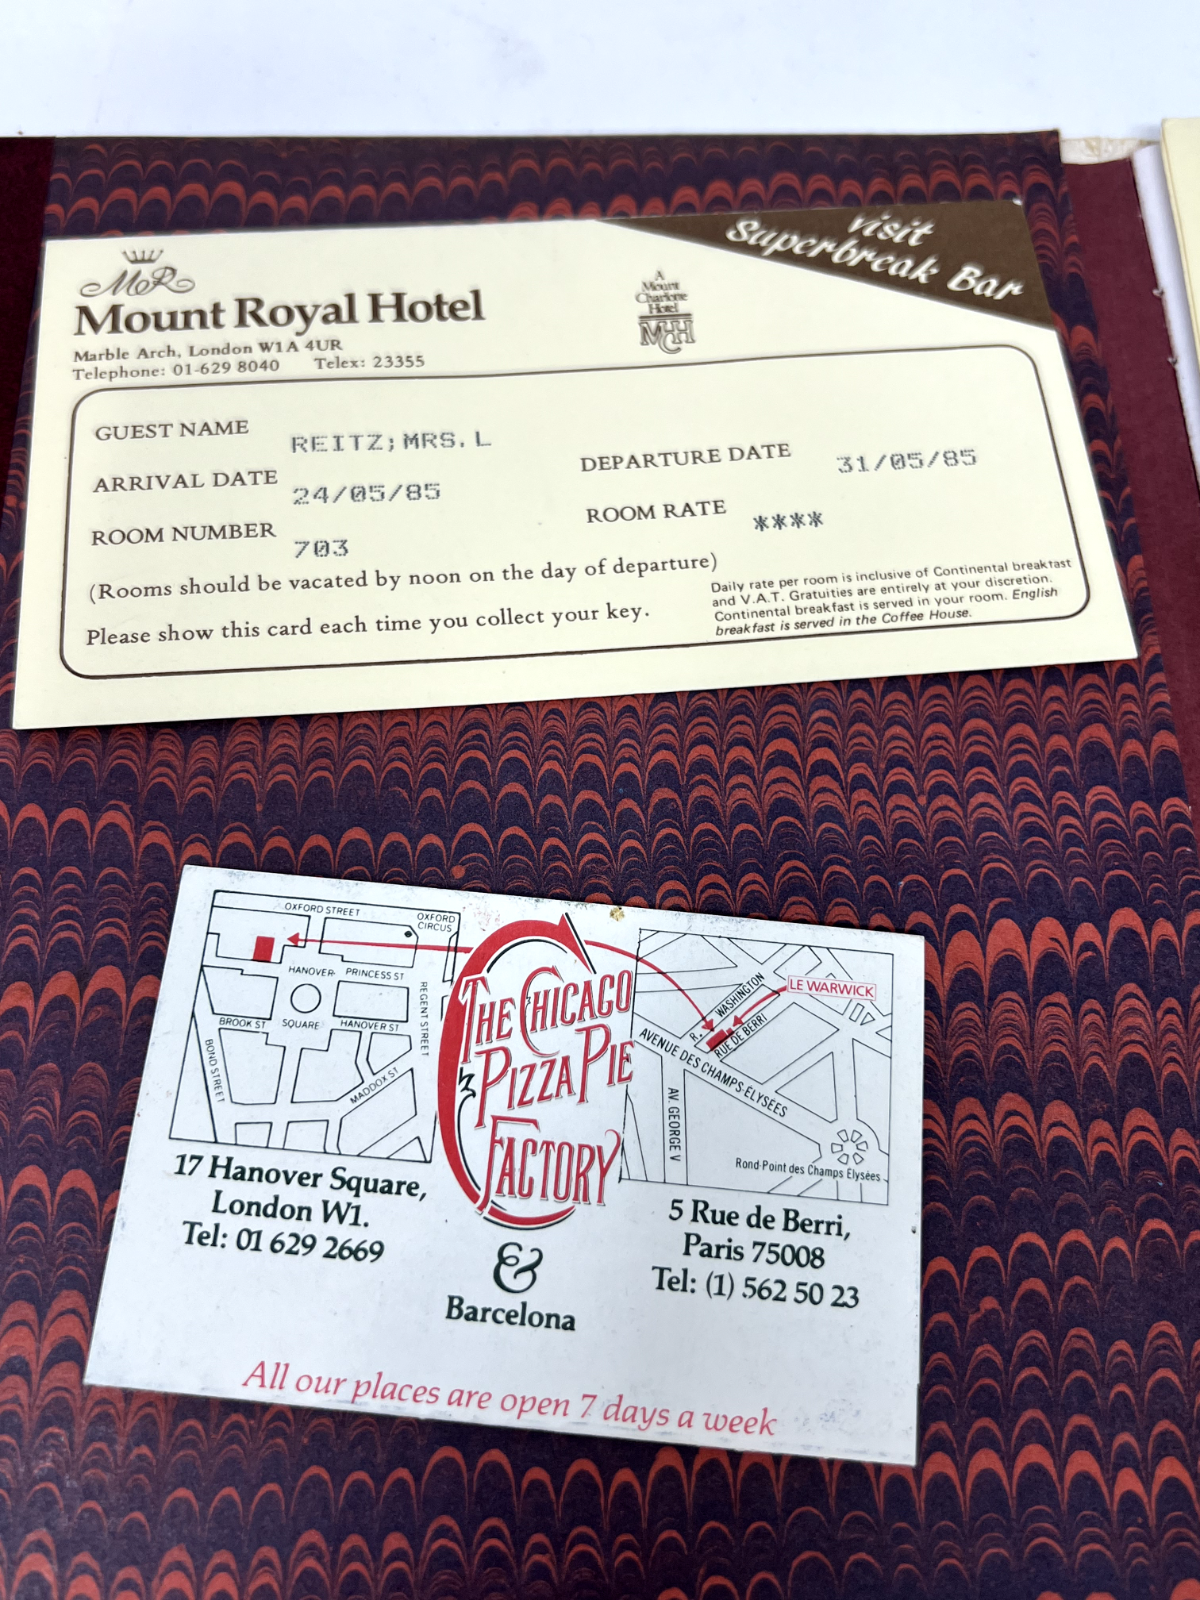 visit
Superbreak Bar
MR
Mount Royal Hotel
Marble Arch, London W1A 4UR
Telephone: 01-629 8040 Telex: 23355
A
Mount
Charlotte
Hotel
MCH
GUEST NAME REITZ;MRS. L
ARRIVAL DATE 24/05/85
DEPARTURE DATE 31/05/85
ROOM NUMBER 703
ROOM RATE ****
(Rooms should be vacated by noon on the day of departure)
Please show this card each time you collect your key.
Daily rate per room is inclusive of Continental breakfast
and V.A.T. Gratuities are entirely at your discretion.
Continental breakfast is served in your room. English
breakfast is served in the Coffee House.
OXFORD STREET
OXFORD
CIRCUS
HANOVER
PRINCESS ST
REGENT STREET
BROOK ST
SQUARE
HANOVER ST
BOND STREET
MADDOX ST
THE CHICAGO
PIZZA PIE
FACTORY
LE WARWICK
R. WASHINGTON
RUE DE BERRI
AVENUE DES CHAMPS-ELYSÉES
AV. GEORGE V
Rond-Point des Champs Elysées
17 Hanover Square,
London W1.
Tel: 01 629 2669
&
Barcelona
5 Rue de Berri,
Paris 75008
Tel: (1) 562 50 23
All our places are open 7 days a week